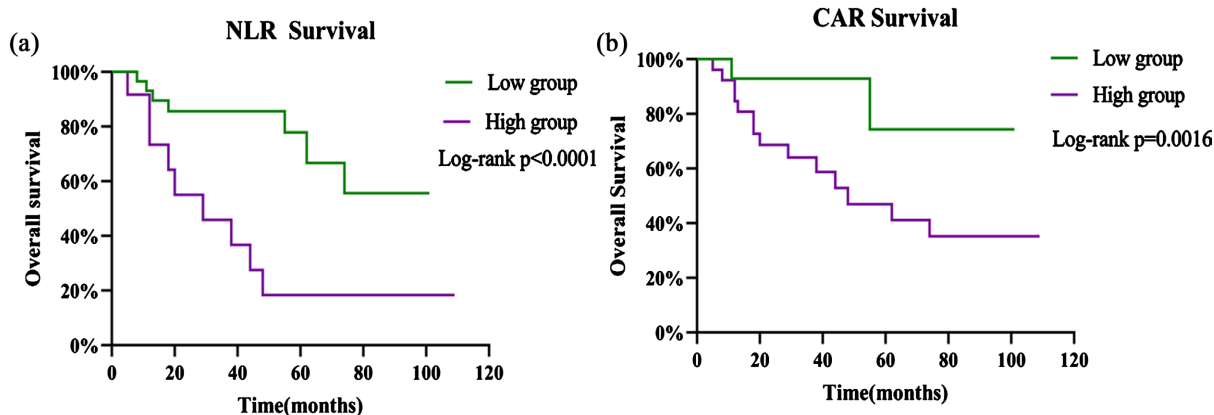 (a)
NLR Survival
100%
80%
60%
40%
20%
0%
Overall survival
0 20 40 60 80 100 120
Time(months)
Low group
High group
Log-rank p<0.0001
(b)
CAR Survival
100%
80%
60%
40%
20%
0%
Overall Survival
0 20 40 60 80 100 120
Time(months)
Low group
High group
Log-rank p=0.0016